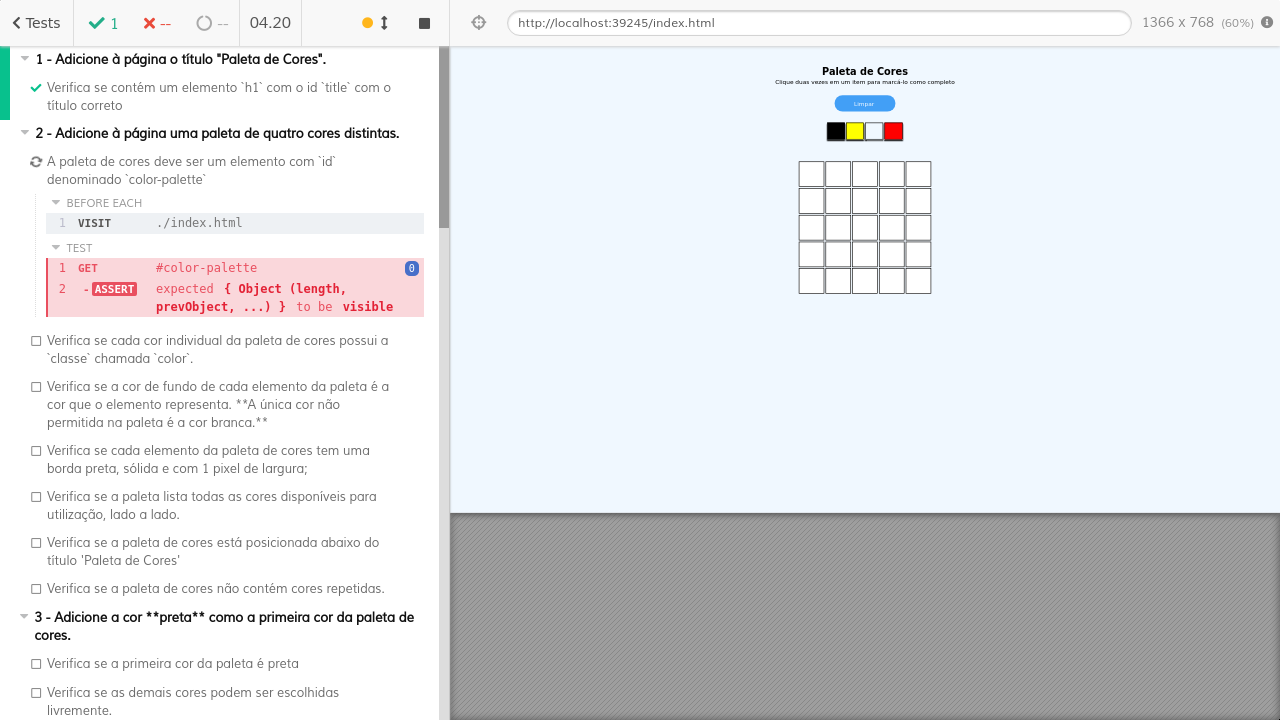 Tests
1
--
--
04.20
http://localhost:39245/index.html
1366 x 768 (60%)
1 - Adicione à página o título "Paleta de Cores".
Verifica se contém um elemento `h1` com o id `title` com o
título correto
2 - Adicione à página uma paleta de quatro cores distintas.
A paleta de cores deve ser um elemento com `id`
denominado `color-palette`
BEFORE EACH
1 VISIT ./index.html
TEST
1 GET #color-palette 0
2 -ASSERT expected { Object (length,
prevObject, ...) } to be visible
Verifica se cada cor individual da paleta de cores possui a
`classe` chamada `color`.
Verifica se a cor de fundo de cada elemento da paleta é a
cor que o elemento representa. **A única cor não
permitida na paleta é a cor branca.**
Verifica se cada elemento da paleta de cores tem uma
borda preta, sólida e com 1 pixel de largura;
Verifica se a paleta lista todas as cores disponíveis para
utilização, lado a lado.
Verifica se a paleta de cores está posicionada abaixo do
título 'Paleta de Cores'
Verifica se a paleta de cores não contém cores repetidas.
3 - Adicione a cor **preta** como a primeira cor da paleta de
cores.
Verifica se a primeira cor da paleta é preta
Verifica se as demais cores podem ser escolhidas
livremente.
Paleta de Cores
Clique duas vezes em um item para marcá-lo como completo
Limpar